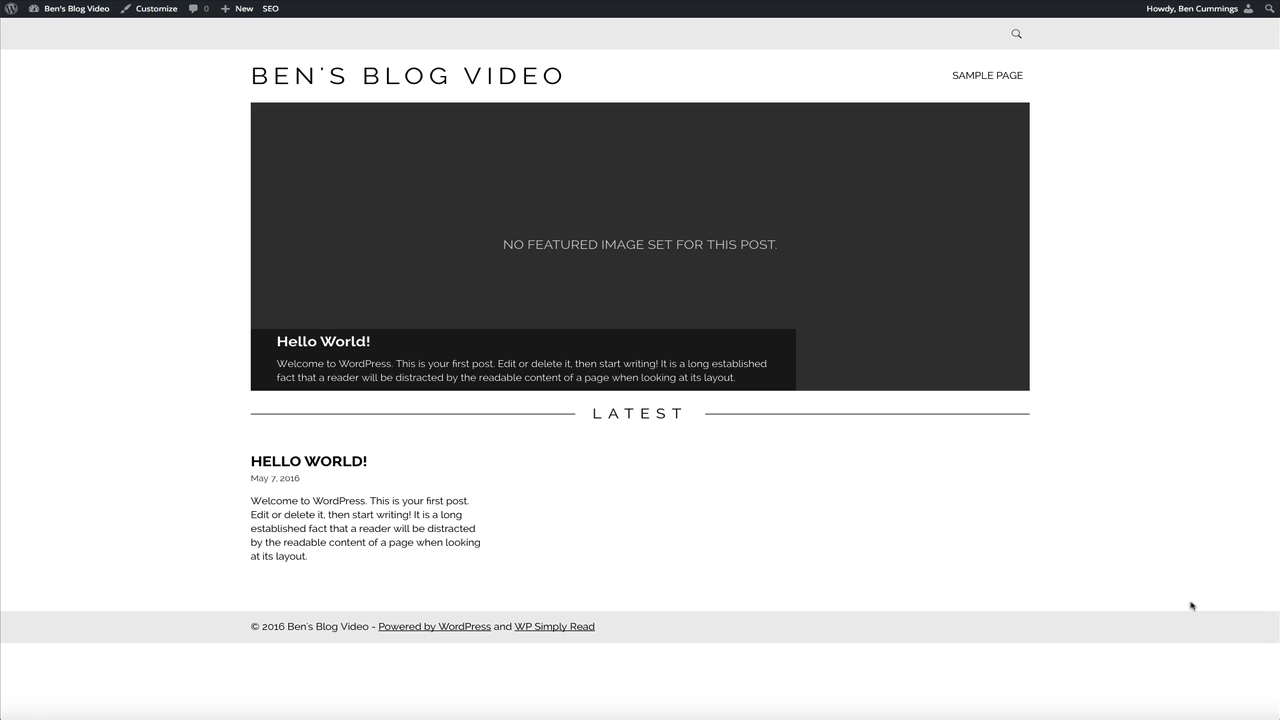 Ben's Blog Video Customize 0 New SEO Howdy, Ben Cummings
BEN'S BLOG VIDEO
SAMPLE PAGE
NO FEATURED IMAGE SET FOR THIS POST.
Hello World!
Welcome to WordPress. This is your first post. Edit or delete it, then start writing! It is a long established
fact that a reader will be distracted by the readable content of a page when looking at its layout.
LATEST
HELLO WORLD!
May 7, 2016
Welcome to WordPress. This is your first post.
Edit or delete it, then start writing! It is a long
established fact that a reader will be distracted
by the readable content of a page when looking
at its layout.
© 2016 Ben's Blog Video - Powered by WordPress and WP Simply Read